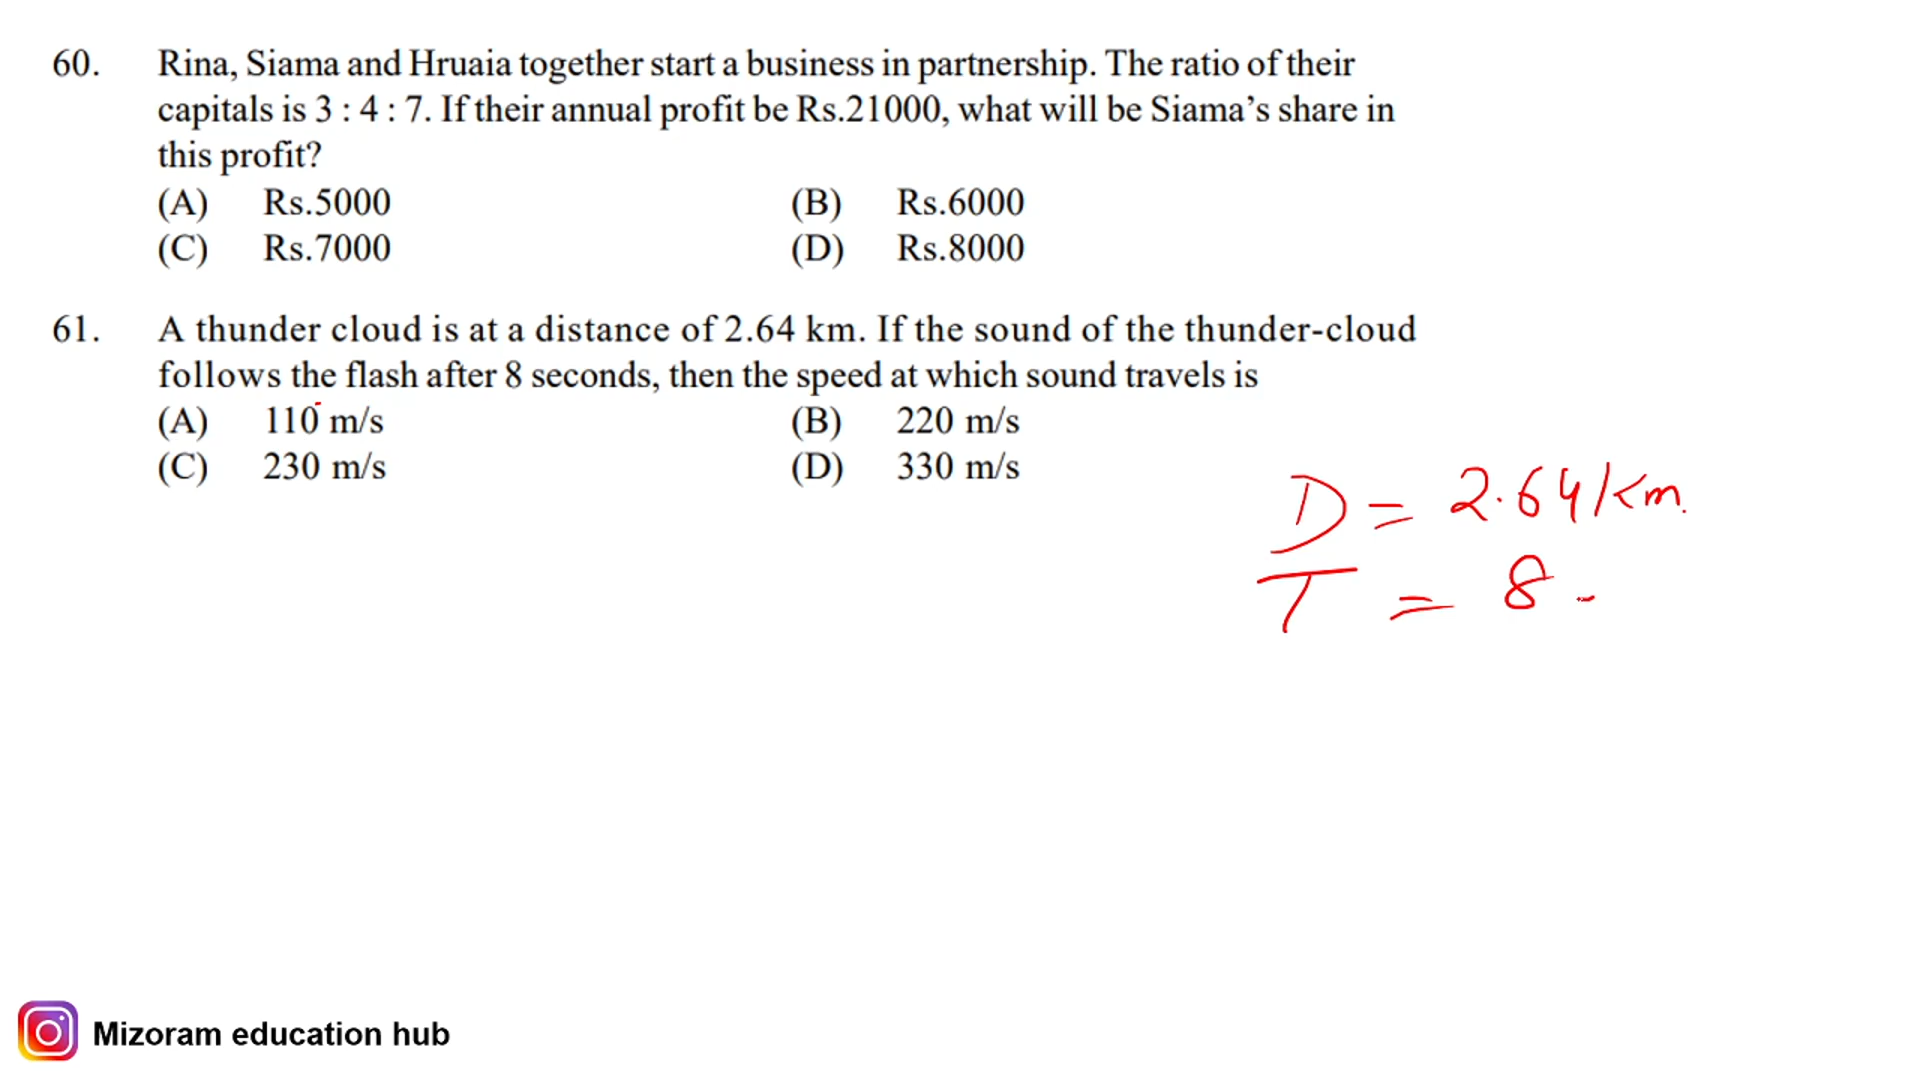 60. Rina, Siama and Hruaia together start a business in partnership. The ratio of their
capitals is 3 : 4 : 7. If their annual profit be Rs.21000, what will be Siama’s share in
this profit?
(A) Rs.5000 (B) Rs.6000
(C) Rs.7000 (D) Rs.8000
61. A thunder cloud is at a distance of 2.64 km. If the sound of the thunder-cloud
follows the flash after 8 seconds, then the speed at which sound travels is
(A) 110 m/s (B) 220 m/s
(C) 230 m/s (D) 330 m/s
D = 2.64 km.
T = 8
Mizoram education hub